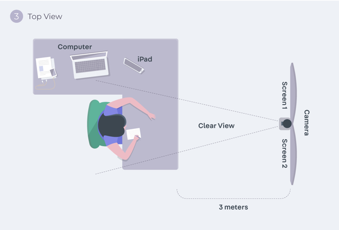 3 Top View
Computer
iPad
Screen 1
Camera
Clear View
Screen 2
3 meters